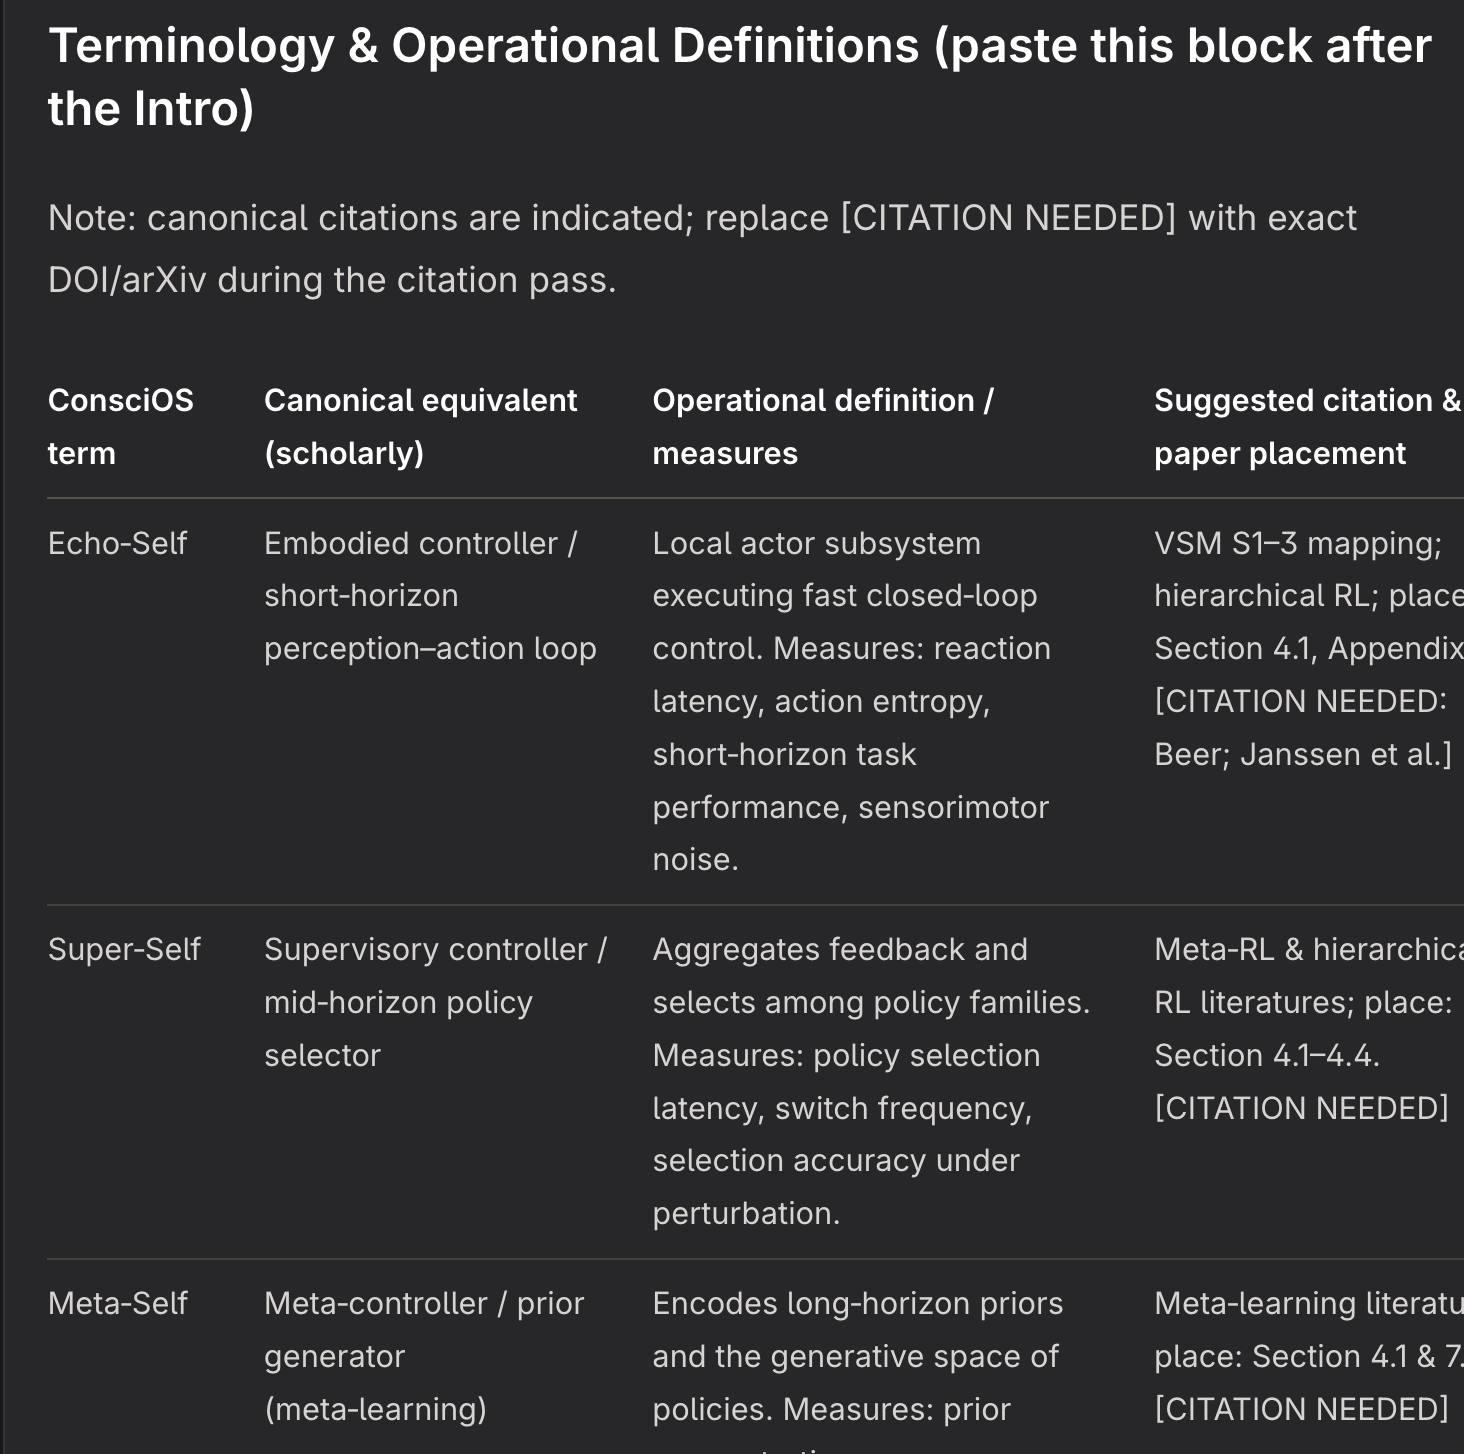 Terminology & Operational Definitions (paste this block after
the Intro)
Note: canonical citations are indicated; replace [CITATION NEEDED] with exact
DOI/arXiv during the citation pass.
ConsciOS
term
Canonical equivalent
(scholarly)
Operational definition /
measures
Suggested citation &
paper placement
Echo-Self
Embodied controller /
short-horizon
perception–action loop
Local actor subsystem
executing fast closed-loop
control. Measures: reaction
latency, action entropy,
short-horizon task
performance, sensorimotor
noise.
VSM S1–3 mapping;
hierarchical RL; place
Section 4.1, Appendix
[CITATION NEEDED:
Beer; Janssen et al.]
Super-Self
Supervisory controller /
mid-horizon policy
selector
Aggregates feedback and
selects among policy families.
Measures: policy selection
latency, switch frequency,
selection accuracy under
perturbation.
Meta-RL & hierarchica
RL literatures; place:
Section 4.1–4.4.
[CITATION NEEDED]
Meta-Self
Meta-controller / prior
generator
(meta-learning)
Encodes long-horizon priors
and the generative space of
policies. Measures: prior
Meta-learning literatu
place: Section 4.1 & 7.
[CITATION NEEDED]